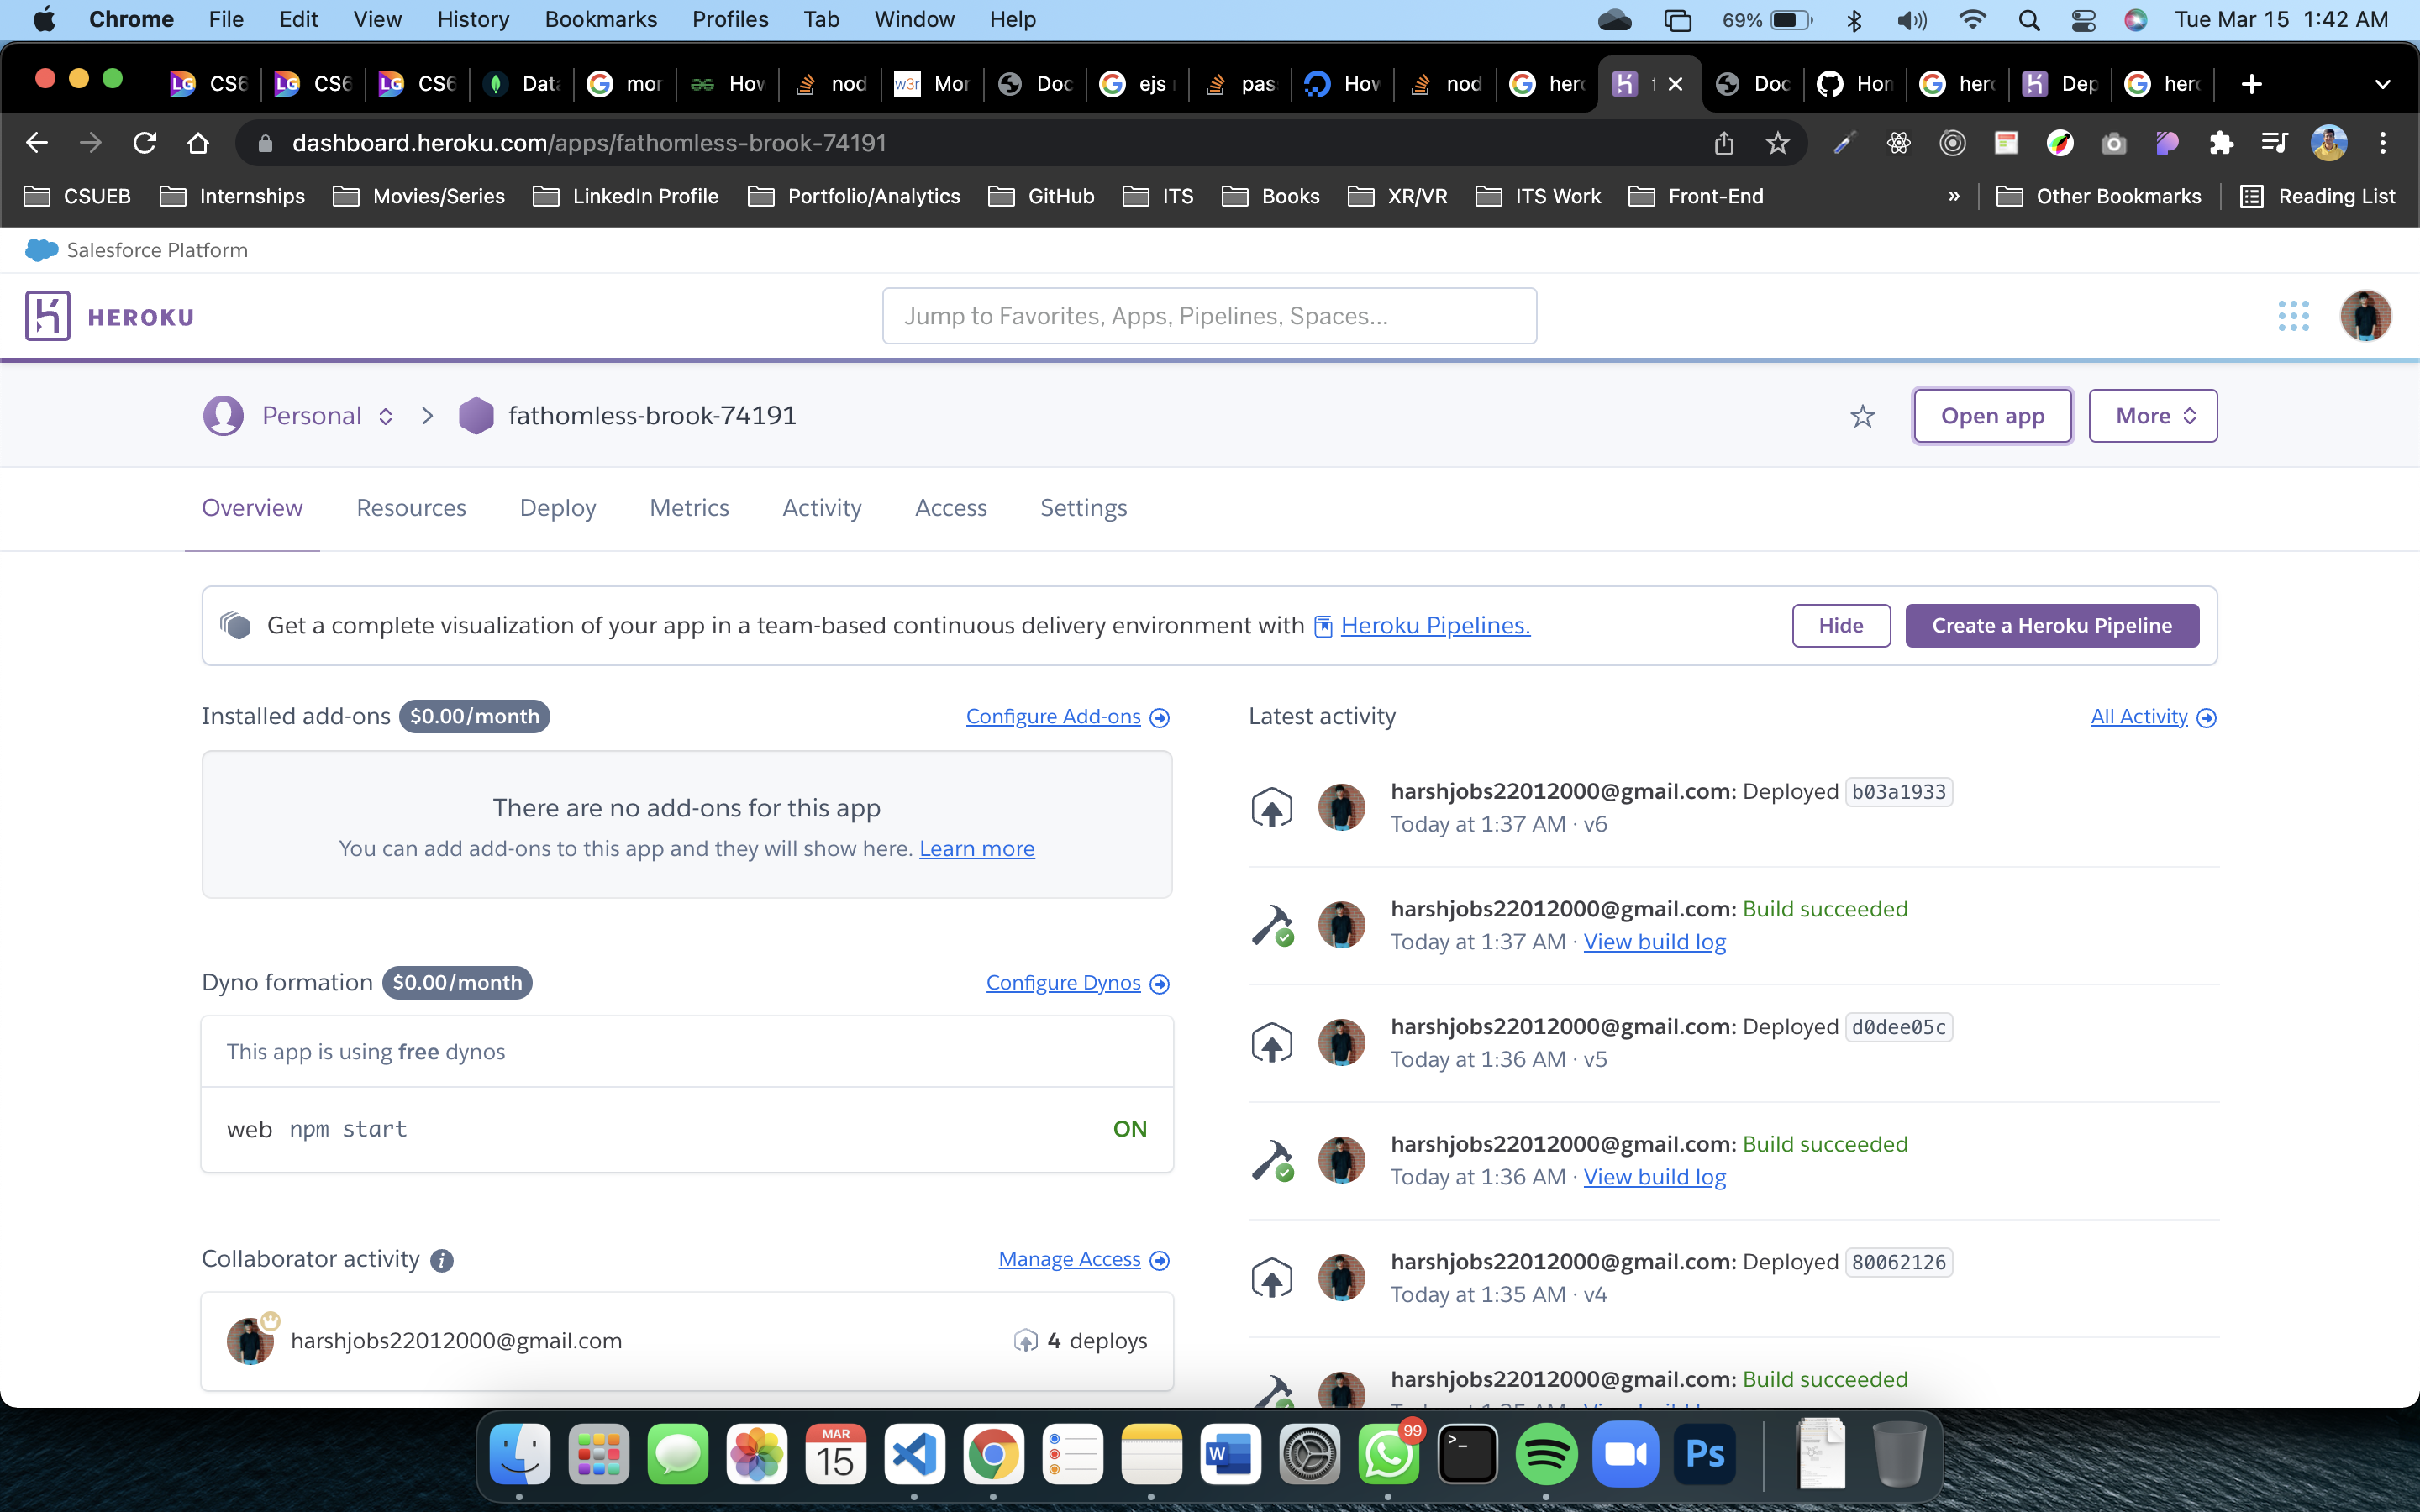 Chrome File Edit View History Bookmarks Profiles Tab Window Help 69% Tue Mar 15 1:42 AM
CS6 CS6 CS6 Data mor How nod Mor Doc ejs pas How nod hero Doc Hom hero Dep hero
dashboard.heroku.com/apps/fathomless-brook-74191
CSUEB Internships Movies/Series LinkedIn Profile Portfolio/Analytics GitHub ITS Books XR/VR ITS Work Front-End » Other Bookmarks Reading List
Salesforce Platform
HEROKU
Jump to Favorites, Apps, Pipelines, Spaces...
Personal > fathomless-brook-74191 Open app More
Overview Resources Deploy Metrics Activity Access Settings
Get a complete visualization of your app in a team-based continuous delivery environment with Heroku Pipelines. Hide Create a Heroku Pipeline
Installed add-ons $0.00/month Configure Add-ons
There are no add-ons for this app
You can add add-ons to this app and they will show here. Learn more
Dyno formation $0.00/month Configure Dynos
This app is using free dynos
web npm start ON
Collaborator activity Manage Access
harshjobs22012000@gmail.com 4 deploys
Latest activity All Activity
harshjobs22012000@gmail.com: Deployed b03a1933
Today at 1:37 AM · v6
harshjobs22012000@gmail.com: Build succeeded
Today at 1:37 AM · View build log
harshjobs22012000@gmail.com: Deployed d0dee05c
Today at 1:36 AM · v5
harshjobs22012000@gmail.com: Build succeeded
Today at 1:36 AM · View build log
harshjobs22012000@gmail.com: Deployed 80062126
Today at 1:35 AM · v4
harshjobs22012000@gmail.com: Build succeeded
MAR
15
W
99
>_
Ps